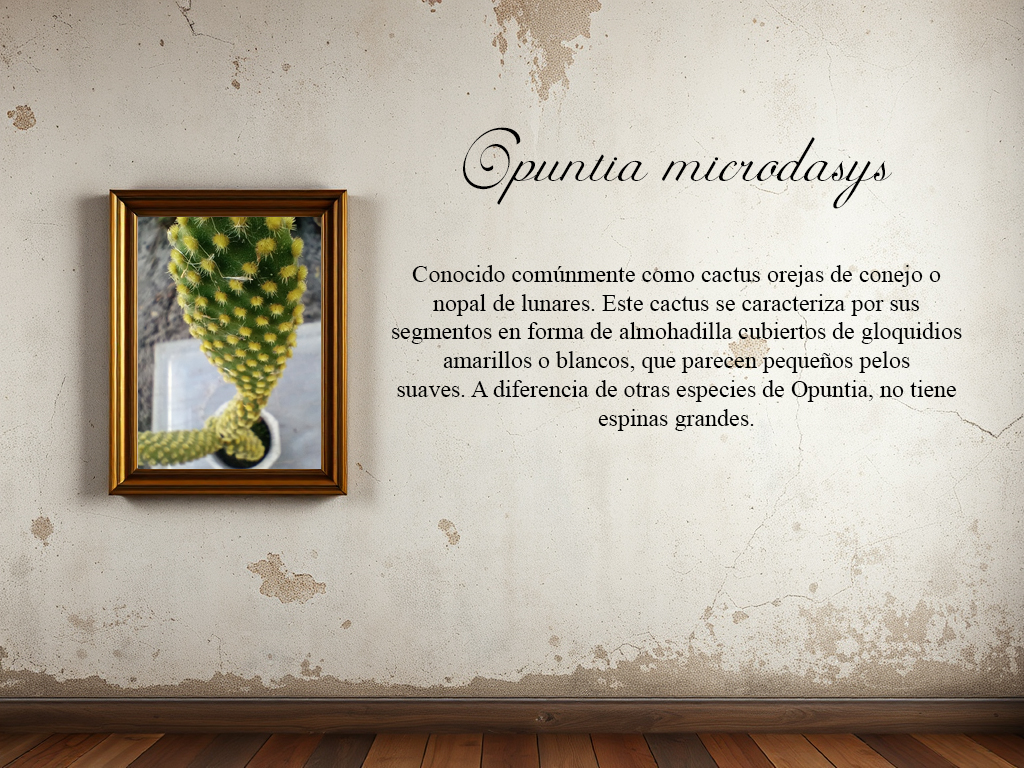 Opuntia microdasys
Conocido comúnmente como cactus orejas de conejo o
nopal de lunares. Este cactus se caracteriza por sus
segmentos en forma de almohadilla cubiertos de gloquidios
amarillos o blancos, que parecen pequeños pelos
suaves. A diferencia de otras especies de Opuntia, no tiene
espinas grandes.